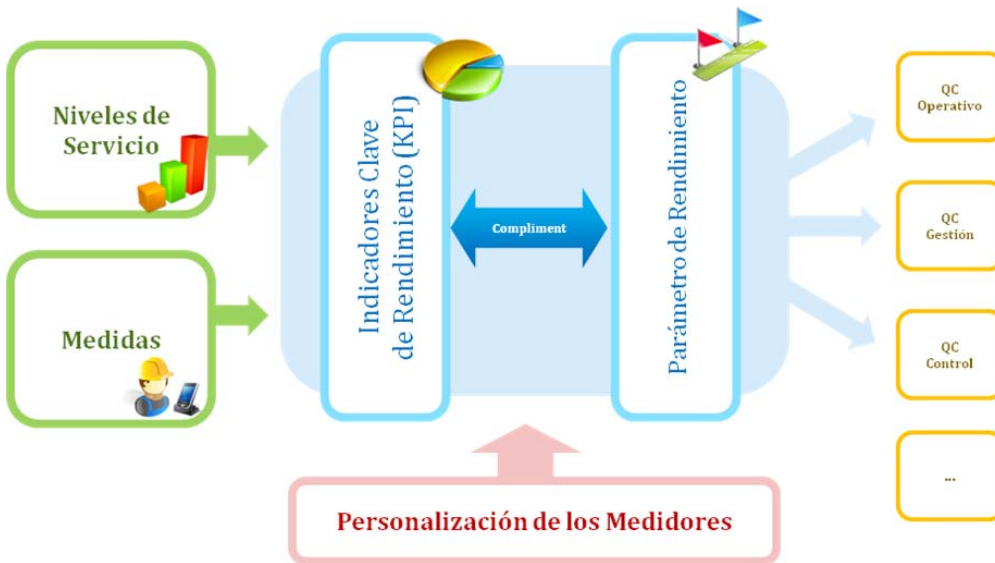 Niveles de
Servicio
Medidas
Indicadores Clave
de Rendimiento (KPI)
Compliment
Parámetro de Rendimiento
QC
Operativo
QC
Gestión
QC
Control
...
Personalización de los Medidores